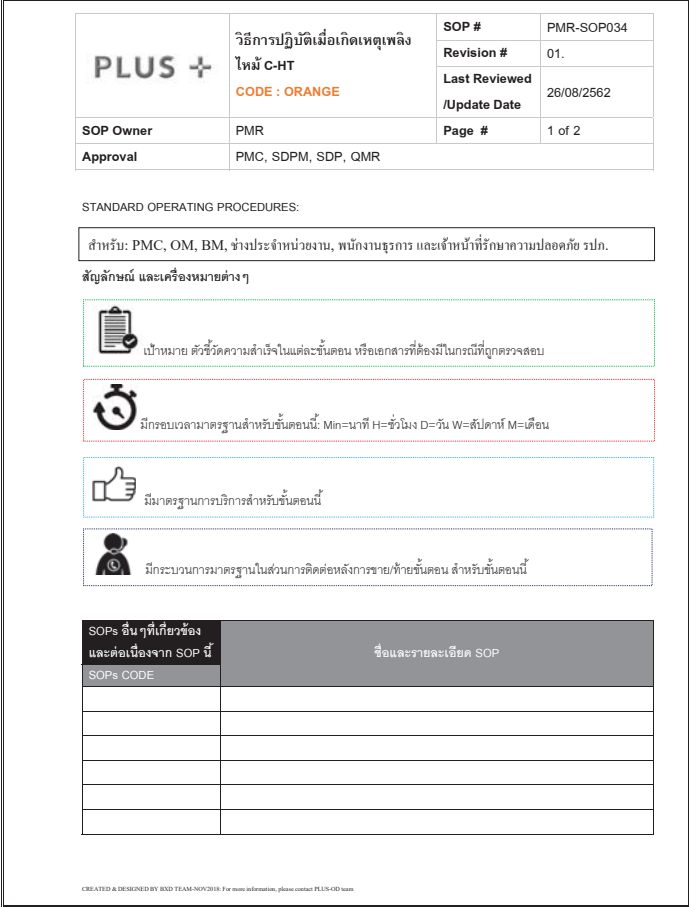 PLUS +
วิธีการปฏิบัติเมื่อเกิดเหตุเพลิง
ไหม้ C-HT
CODE : ORANGE
SOP # PMR-SOP034
Revision # 01.
Last Reviewed
/Update Date 26/08/2562
SOP Owner PMR Page # 1 of 2
Approval PMC, SDPM, SDP, QMR
STANDARD OPERATING PROCEDURES:
สำหรับ: PMC, OM, BM, ช่างประจำหน่วยงาน, พนักงานธุรการ และเจ้าหน้าที่รักษาความปลอดภัย รปภ.
สัญลักษณ์ และเครื่องหมายต่างๆ
เป้าหมาย ตัวชี้วัดความสำเร็จในแต่ละขั้นตอน หรือเอกสารที่ต้องมีในกรณีที่ถูกตรวจสอบ
มีกรอบเวลามาตรฐานสำหรับขั้นตอนนี้: Min=นาที H=ชั่วโมง D=วัน W=สัปดาห์ M=เดือน
มีมาตรฐานการบริการสำหรับขั้นตอนนี้
มีกระบวนการมาตรฐานในส่วนการติดต่อหลังการขาย/ท้ายขั้นตอน สำหรับขั้นตอนนี้
SOPs อื่นๆที่เกี่ยวข้อง
และต่อเนื่องจาก SOP นี้
ชื่อและรายละเอียด SOP
SOPs CODE
CREATED & DESIGNED BY BXD TEAM-NOV2018: For more information, please contact PLUS-OD team